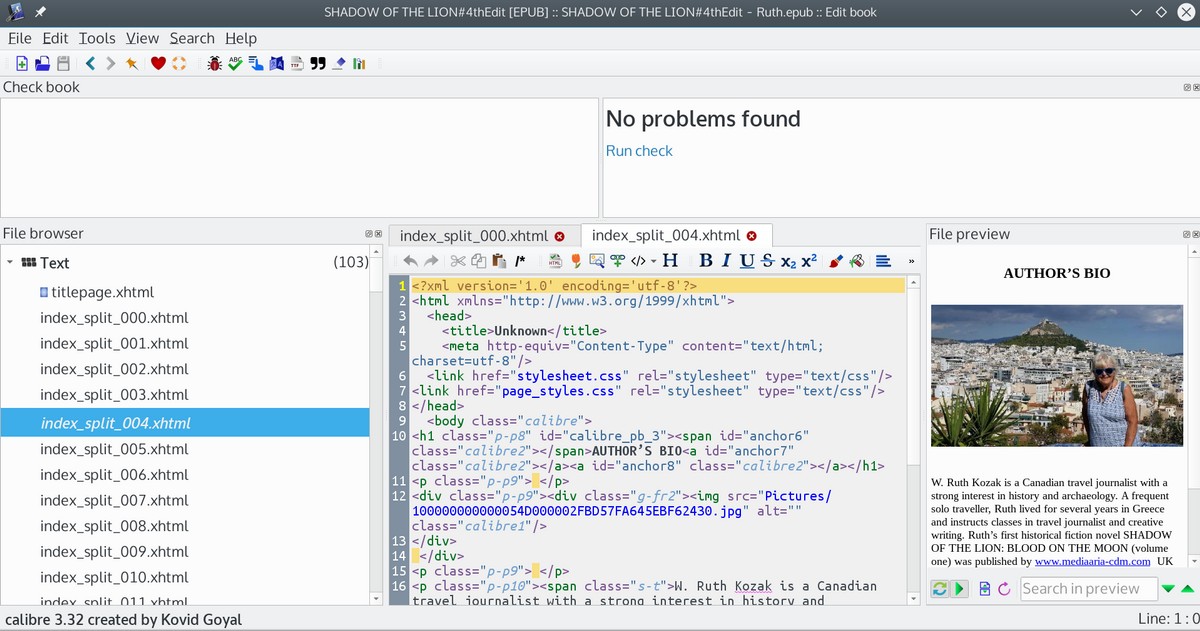 SHADOW OF THE LION#4thEdit [EPUB] :: SHADOW OF THE LION#4thEdit - Ruth.epub :: Edit book
File Edit Tools View Search Help
Check book
No problems found
Run check
File browser
Text (103)
titlepage.xhtml
index_split_000.xhtml
index_split_001.xhtml
index_split_002.xhtml
index_split_003.xhtml
index_split_004.xhtml
index_split_005.xhtml
index_split_006.xhtml
index_split_007.xhtml
index_split_008.xhtml
index_split_009.xhtml
index_split_010.xhtml
index_split_011.xhtml
index_split_000.xhtml index_split_004.xhtml
1 <?xml version='1.0' encoding='utf-8'?>
2 <html xmlns="http://www.w3.org/1999/xhtml">
3 <head>
4 <title>Unknown</title>
5 <meta http-equiv="Content-Type" content="text/html;
charset=utf-8"/>
6 <link href="stylesheet.css" rel="stylesheet" type="text/css"/>
7 <link href="page_styles.css" rel="stylesheet" type="text/css"/>
8 </head>
9 <body class="calibre">
10 <h1 class="p-p8" id="calibre_pb_3"><span id="anchor6"
class="calibre2"></span>AUTHOR’S BIO<a id="anchor7"
class="calibre2"></a><a id="anchor8" class="calibre2"></a></h1>
11 <p class="p-p9"> </p>
12 <div class="p-p9"><div class="g-fr2"><img src="Pictures/
100000000000054D000002FBD57FA645EBF62430.jpg" alt=""
class="calibre1"/>
13 </div>
14 </div>
15 <p class="p-p9"> </p>
16 <p class="p-p10"><span class="s-t">W. Ruth Kozak is a Canadian
travel journalist with a strong interest in history and
File preview
AUTHOR’S BIO
W. Ruth Kozak is a Canadian travel journalist with a
strong interest in history and archaeology. A frequent
solo traveller, Ruth lived for several years in Greece
and instructs classes in travel journalist and creative
writing. Ruth’s first historical fiction novel SHADOW
OF THE LION: BLOOD ON THE MOON (volume
one) was published by www.mediaaria-cdm.com UK
Search in preview
calibre 3.32 created by Kovid Goyal
Line: 1 : 0